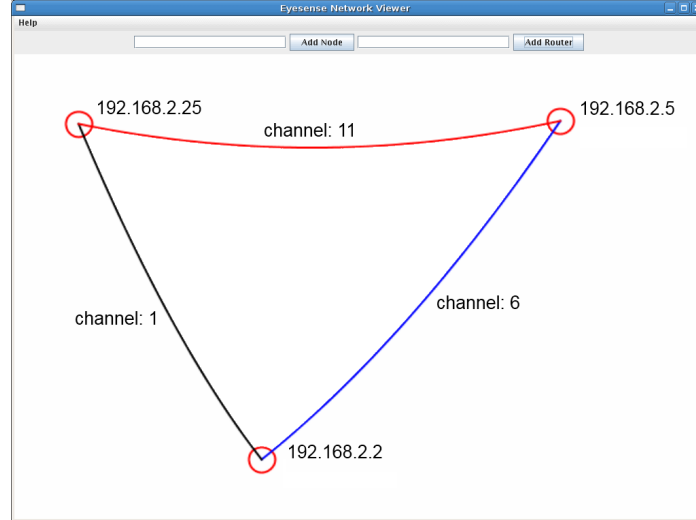 Eyesense Network Viewer
Help
Add Node
Add Router
192.168.2.25
192.168.2.5
channel: 11
channel: 6
channel: 1
192.168.2.2